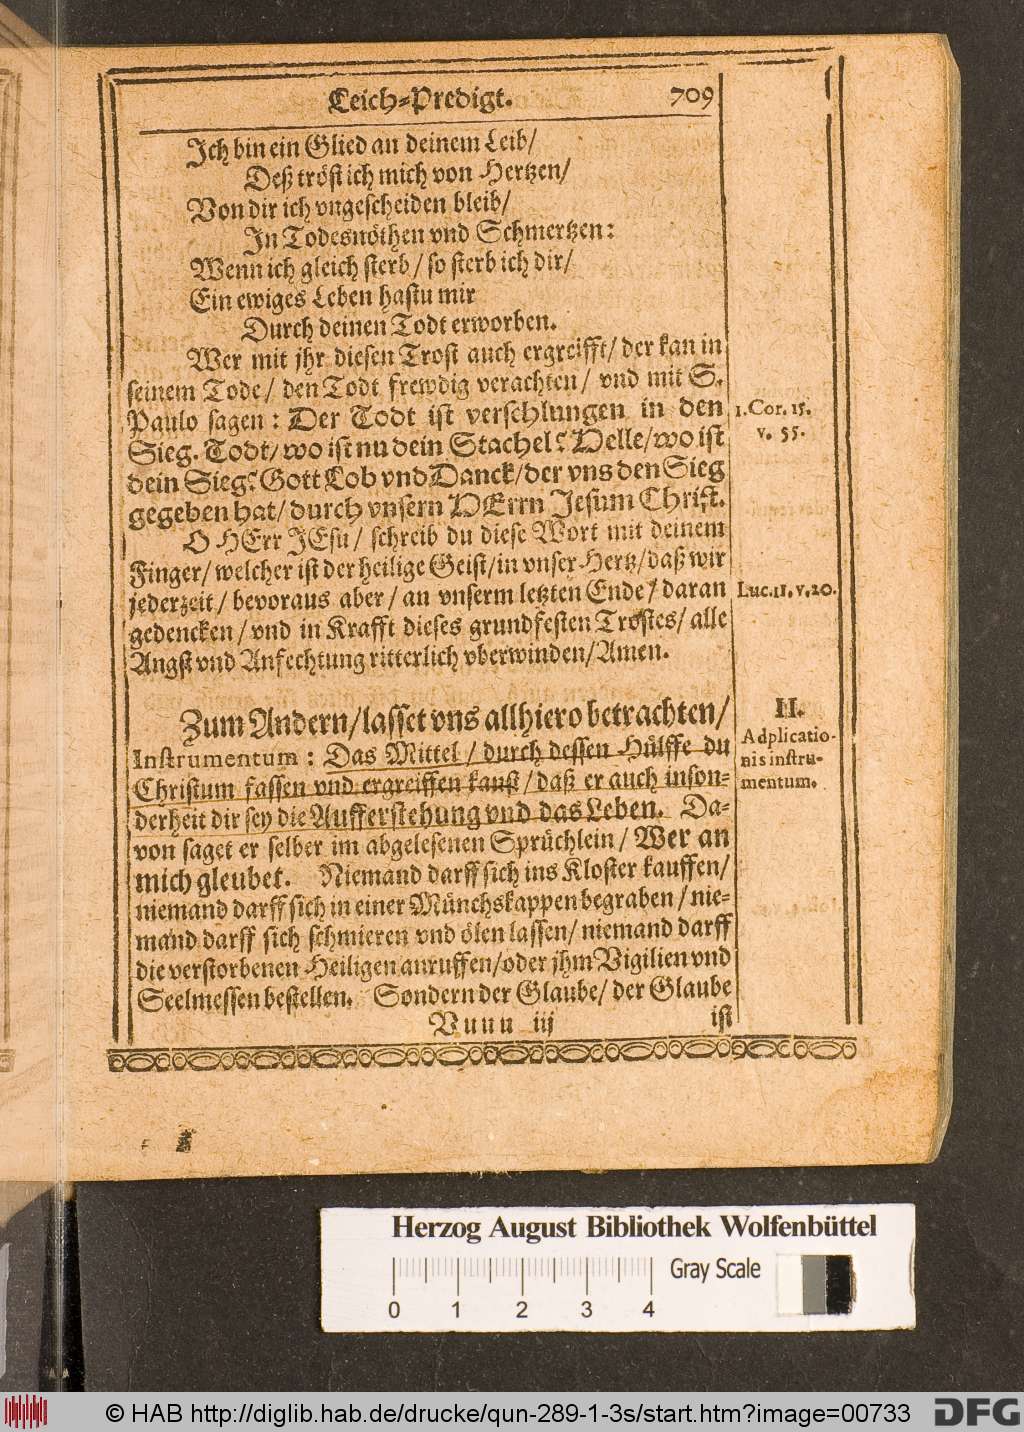 Leich-Predigt. 709
Ich bin ein Glied an deinem Leib/
Deß tröst ich mich von Hertzen/
Von dir ich vngescheiden bleib/
In Todesnöthen vnd Schmertzen:
Wenn ich gleich sterb/ so sterb ich dir/
Ein ewiges Leben hastu mir
Durch deinen Todt erworben.
Wer mit jhr diesen Trost auch ergreifft/ der kan in
seinem Tode/ den Todt frewdig verachten/ vnd mit S.
Paulo sagen: Der Todt ist verschlungen in den
Sieg. Todt/ wo ist nu dein Stachel? Helle/ wo ist
dein Sieg? Gott Lob vnd Danck/ der vns den Sieg
gegeben hat/ durch vnsern HErrn Jesum Christ.
1. Cor. 15.
v. 55.
O HErr JEsu/ schreib du diese Wort mit deinem
Finger/ welcher ist der heilige Geist/ in vnser Hertz/ daß wir
jederzeit/ bevoraus aber/ an vnserm letzten Ende/ daran
gedencken/ vnd in Krafft dieses grundfesten Trostes/ alle
Angst vnd Anfechtung ritterlich vberwinden/ Amen.
Luc. 11. v. 20.
Zum Andern/ lasset vns allhiero betrachten/
Instrumentum: Das Mittel/ durch dessen Hülffe du
Christum fassen vnd ergreiffen kanst/ daß er auch inson-
derheit dir sey die Aufferstehung vnd das Leben. Da-
von saget er selber im abgelesenen Sprüchlein/ Wer an
mich gleubet. Niemand darff sich ins Kloster kauffen/
niemand darff sich in einer Münchskappen begraben/ nie-
mand darff sich schmieren vnd ölen lassen/ niemand darff
die verstorbenen Heiligen anruffen/ oder jhm Vigilien vnd
Seelmessen bestellen. Sondern der Glaube/ der Glaube
II.
Adplicatio-
nis instru-
mentum.
Vuuu iij ist
Herzog August Bibliothek Wolfenbüttel
Gray Scale
0 1 2 3 4
© HAB http://diglib.hab.de/drucke/qun-289-1-3s/start.htm?image=00733
DFG